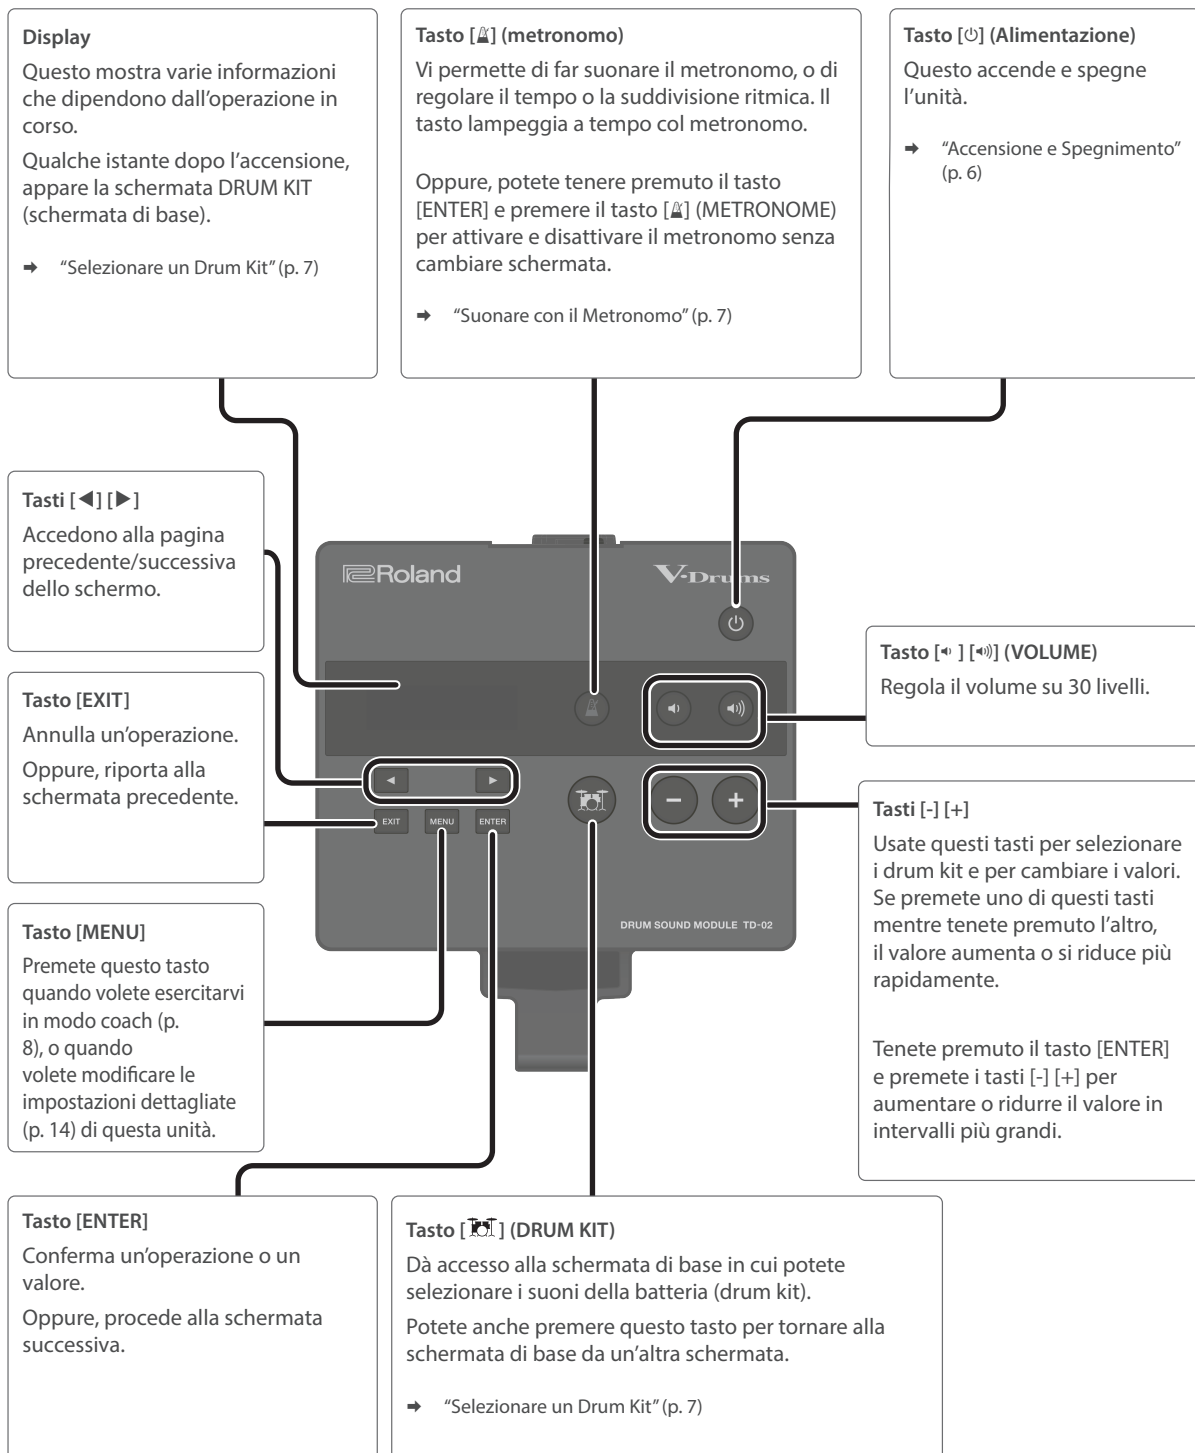 Display
Questo mostra varie informazioni
che dipendono dall'operazione in
corso.
Qualche istante dopo l'accensione,
appare la schermata DRUM KIT
(schermata di base).
➡ "Selezionare un Drum Kit" (p. 7)
Tasto [ ] (metronomo)
Vi permette di far suonare il metronomo, o di
regolare il tempo o la suddivisione ritmica. Il
tasto lampeggia a tempo col metronomo.
Oppure, potete tenere premuto il tasto
[ENTER] e premere il tasto [ ] (METRONOME)
per attivare e disattivare il metronomo senza
cambiare schermata.
➡ "Suonare con il Metronomo" (p. 7)
Tasto [⏻] (Alimentazione)
Questo accende e spegne
l'unità.
➡ "Accensione e Spegnimento"
(p. 6)
Tasti [◀] [▶]
Accedono alla pagina
precedente/successiva
dello schermo.
Tasto [EXIT]
Annulla un'operazione.
Oppure, riporta alla
schermata precedente.
Tasto [MENU]
Premete questo tasto
quando volete esercitarvi
in modo coach (p.
8), o quando
volete modificare le
impostazioni dettagliate
(p. 14) di questa unità.
Roland
V-Drums
EXIT MENU ENTER
DRUM SOUND MODULE TD-02
Tasto [🔉] [🔊] (VOLUME)
Regola il volume su 30 livelli.
Tasti [-] [+]
Usate questi tasti per selezionare
i drum kit e per cambiare i valori.
Se premete uno di questi tasti
mentre tenete premuto l'altro,
il valore aumenta o si riduce più
rapidamente.
Tenete premuto il tasto [ENTER]
e premete i tasti [-] [+] per
aumentare o ridurre il valore in
intervalli più grandi.
Tasto [ENTER]
Conferma un'operazione o un
valore.
Oppure, procede alla schermata
successiva.
Tasto [ ] (DRUM KIT)
Dà accesso alla schermata di base in cui potete
selezionare i suoni della batteria (drum kit).
Potete anche premere questo tasto per tornare alla
schermata di base da un'altra schermata.
➡ "Selezionare un Drum Kit" (p. 7)